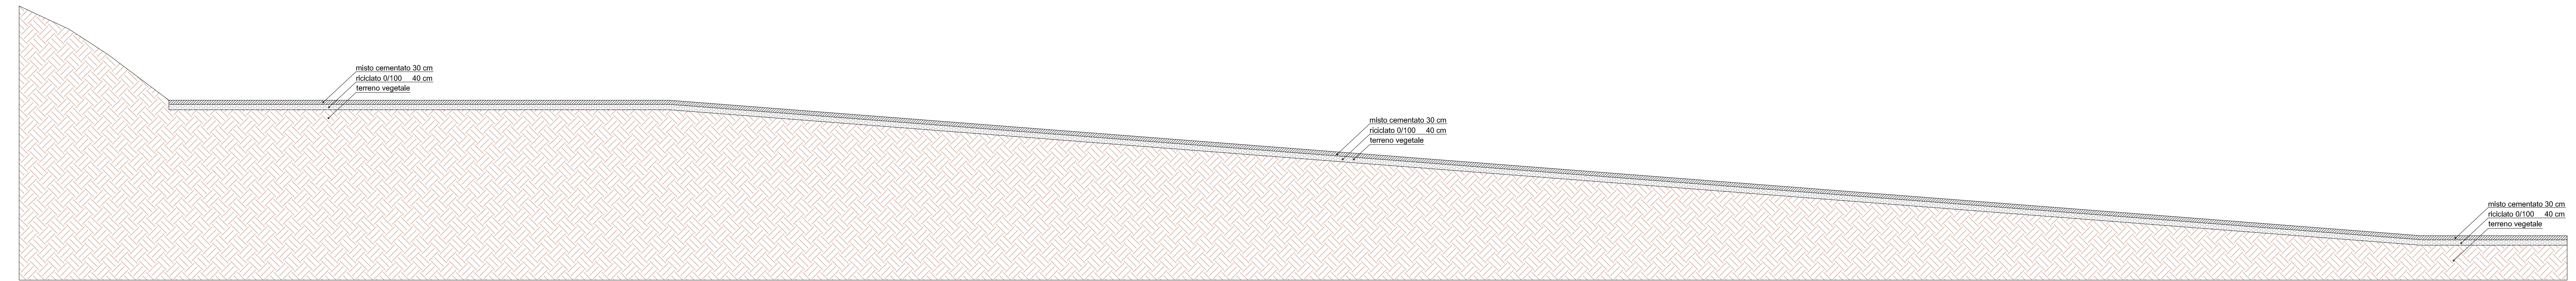 misto cementato 30 cm
riciclato 0/100 40 cm
terreno vegetale
misto cementato 30 cm
riciclato 0/100 40 cm
terreno vegetale
misto cementato 30 cm
riciclato 0/100 40 cm
terreno vegetale